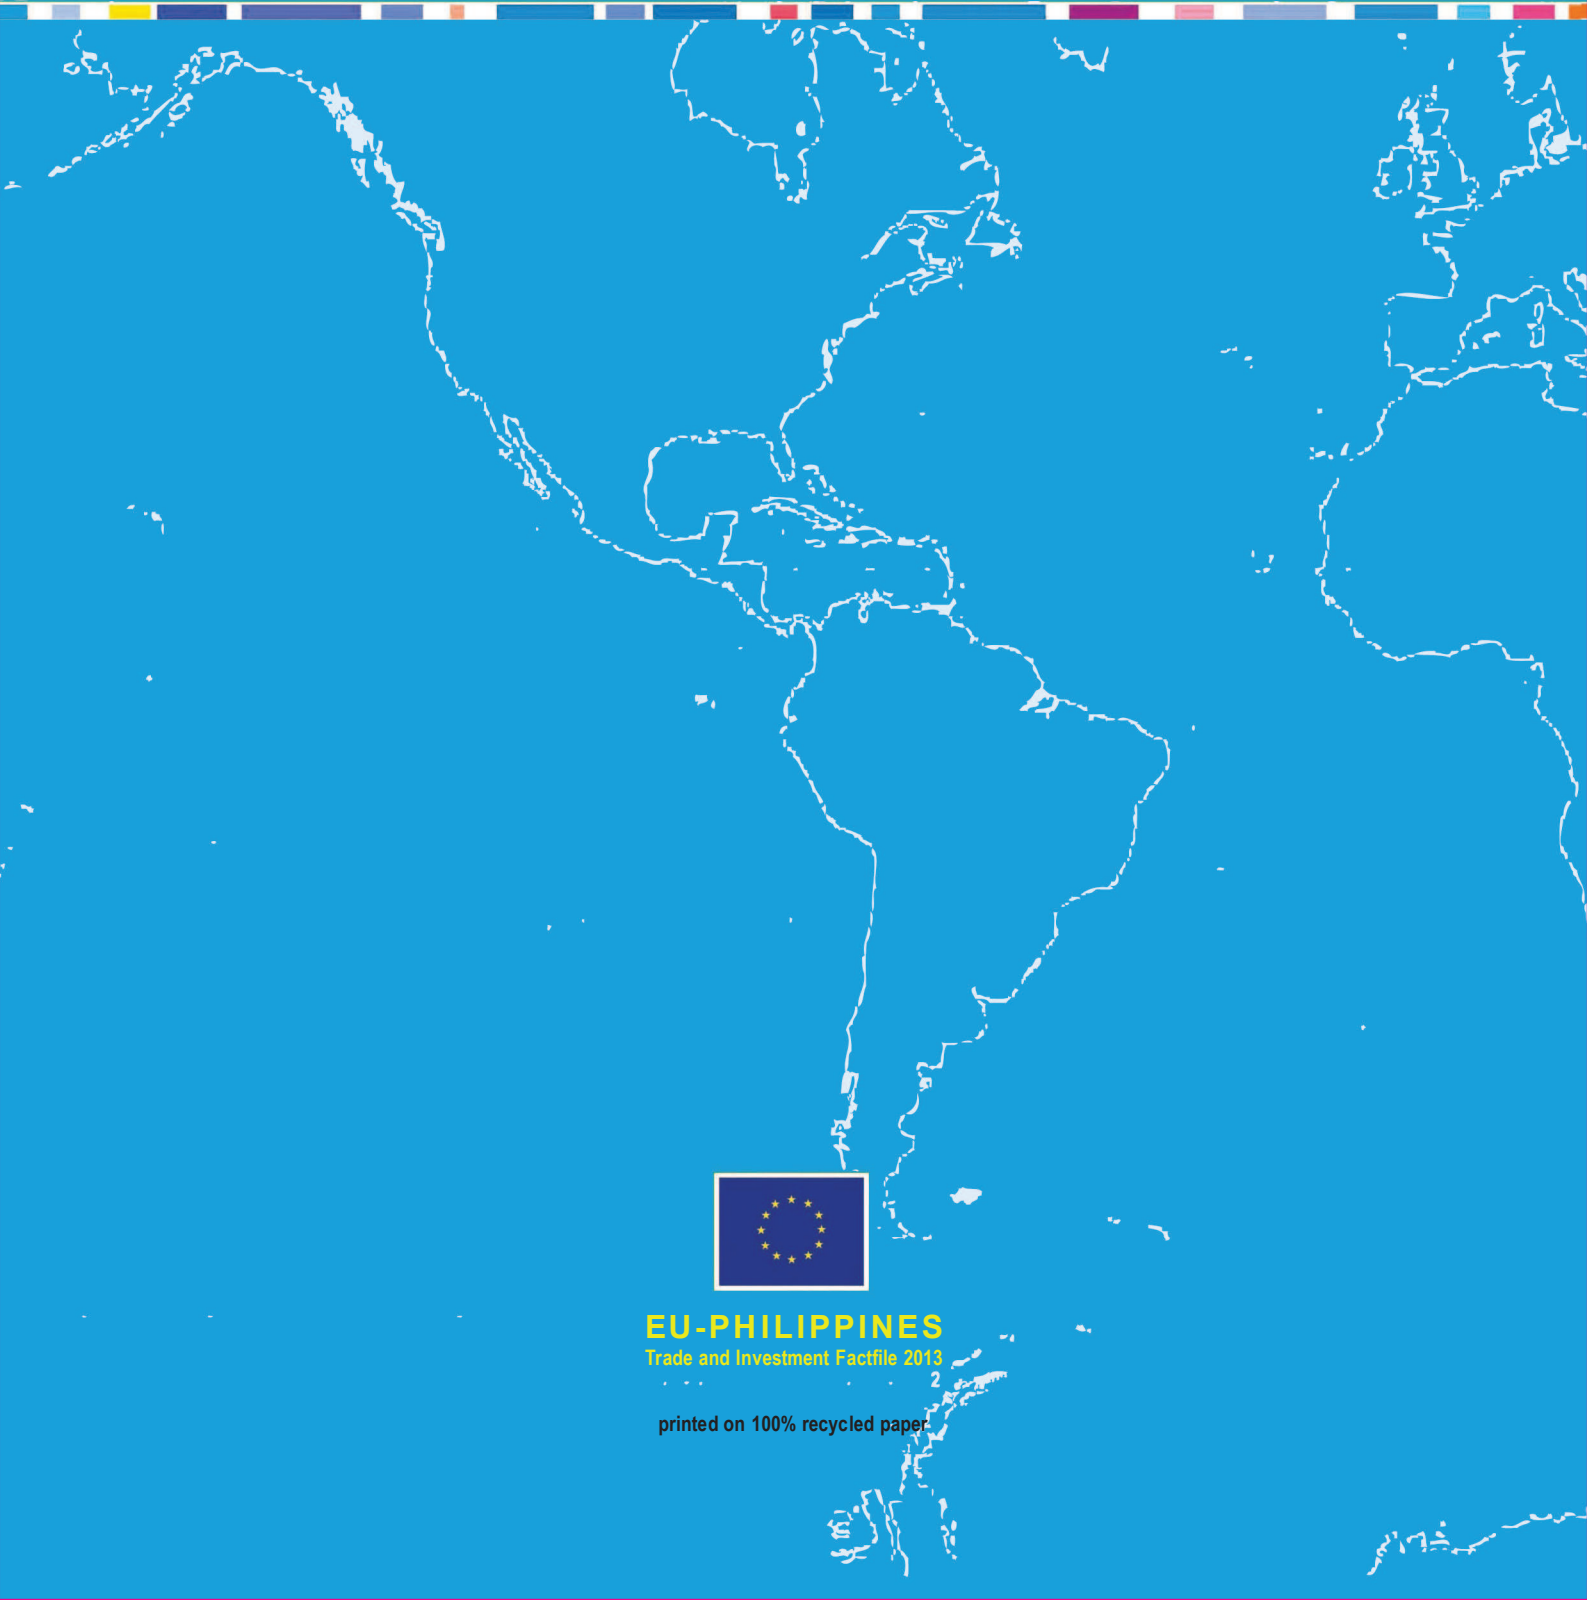 EU-PHILIPPINES
Trade and Investment Factfile 2013
2
printed on 100% recycled paper